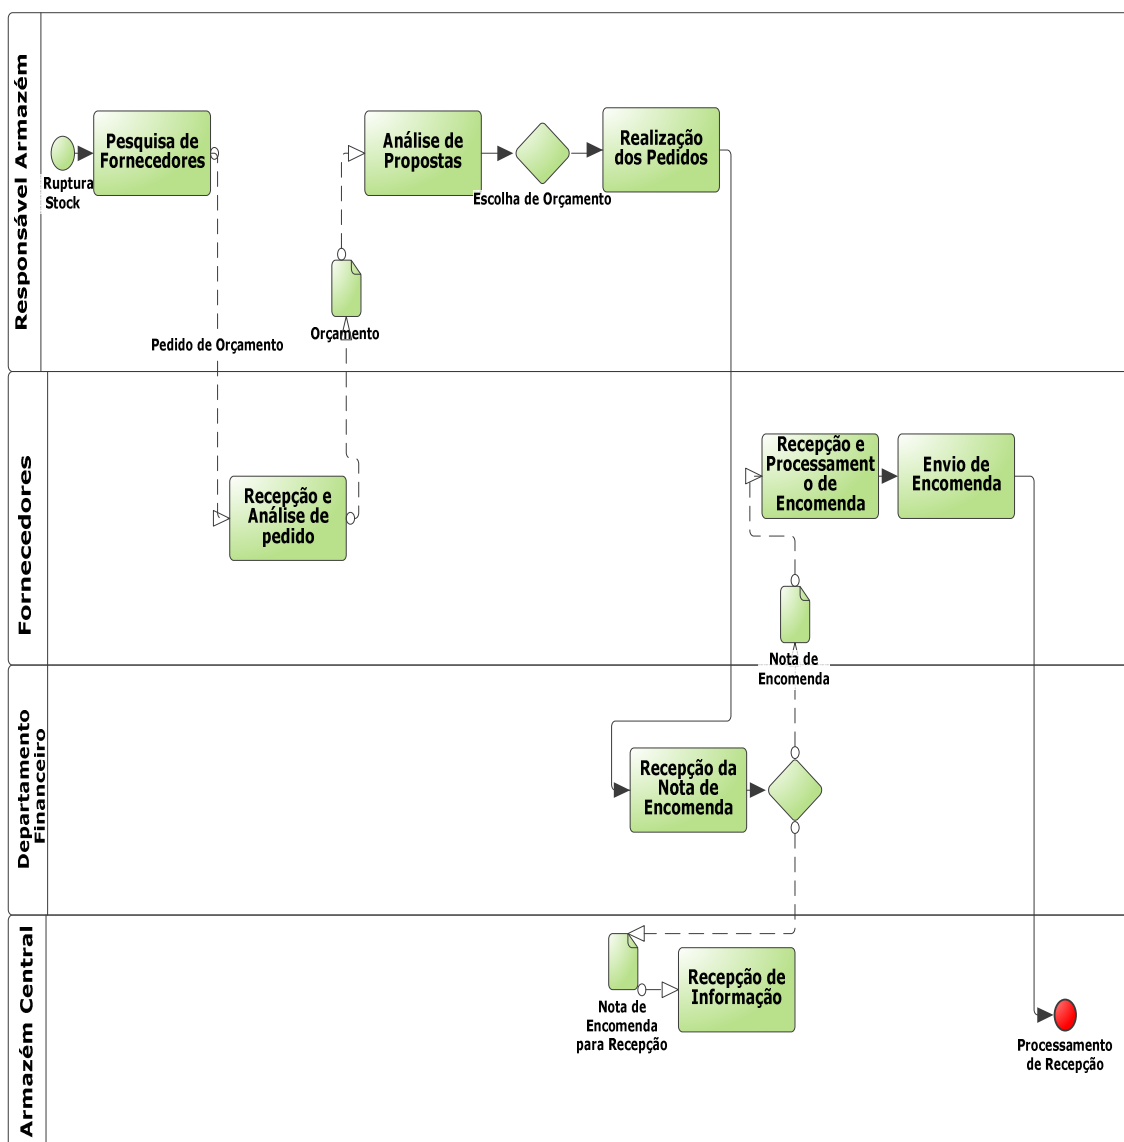 Responsável Armazém
Ruptura
Stock
Pesquisa de
Fornecedores
Pedido de Orçamento
Orçamento
Análise de
Propostas
Escolha de Orçamento
Realização
dos Pedidos
Fornecedores
Recepção e
Análise de
pedido
Recepção e
Processament
o de
Encomenda
Envio de
Encomenda
Nota de
Encomenda
Departamento
Financeiro
Recepção da
Nota de
Encomenda
Armazém Central
Nota de
Encomenda
para Recepção
Recepção de
Informação
Processamento
de Recepção